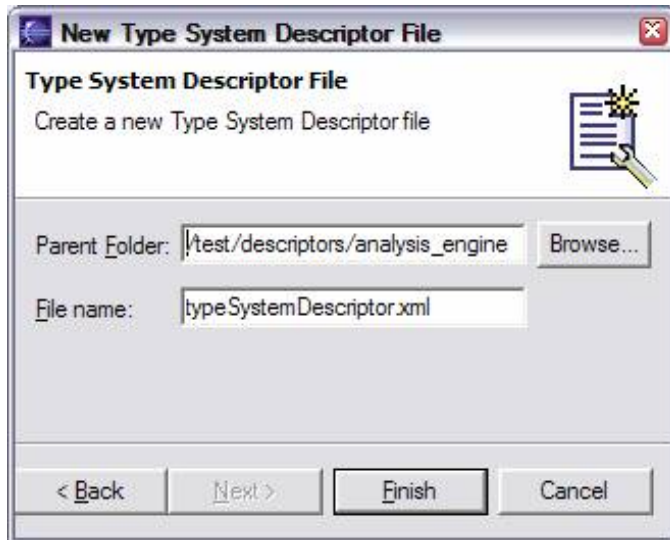 New Type System Descriptor File
Type System Descriptor File
Create a new Type System Descriptor file
Parent Folder: /test/descriptors/analysis_engine Browse...
File name: typeSystemDescriptor.xml
< Back Next > Finish Cancel